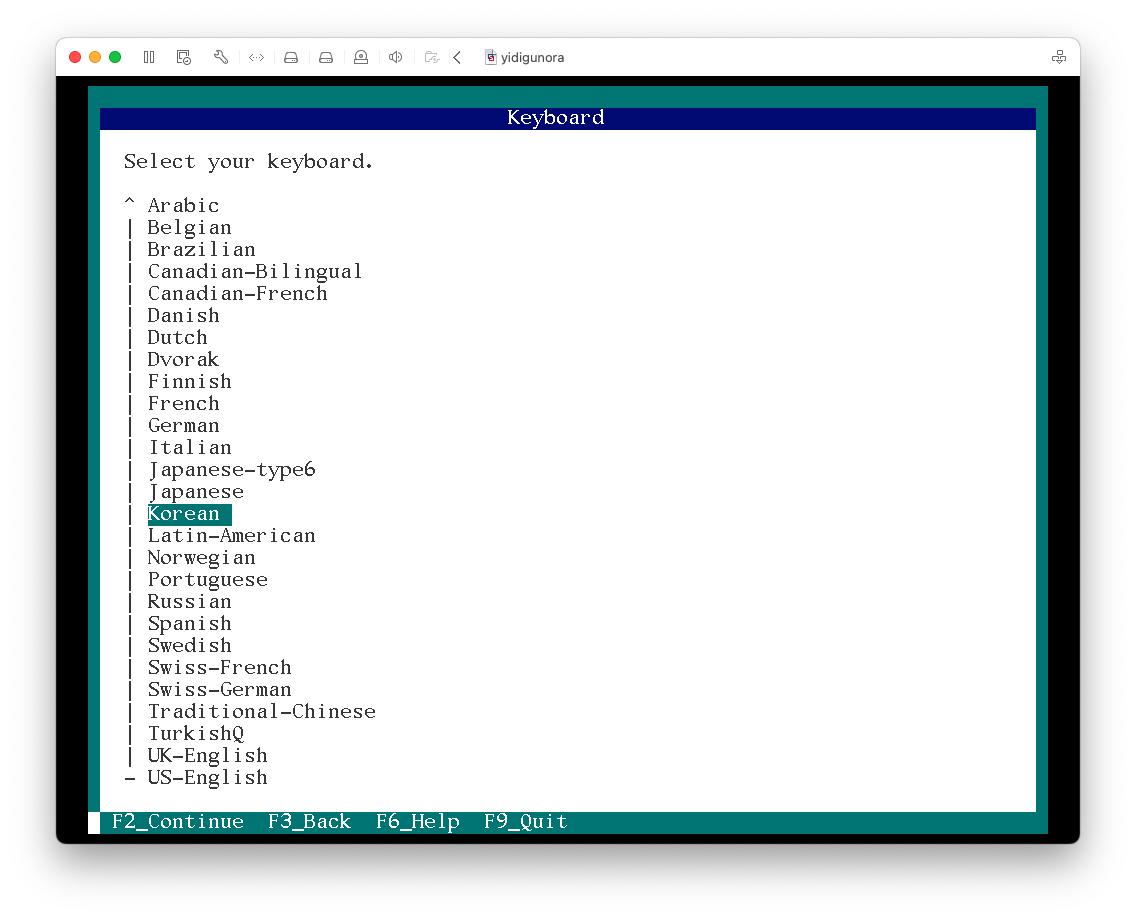 yidigunora
Keyboard
Select your keyboard.
^ Arabic
| Belgian
| Brazilian
| Canadian-Bilingual
| Canadian-French
| Danish
| Dutch
| Dvorak
| Finnish
| French
| German
| Italian
| Japanese-type6
| Japanese
| Korean
| Latin-American
| Norwegian
| Portuguese
| Russian
| Spanish
| Swedish
| Swiss-French
| Swiss-German
| Traditional-Chinese
| TurkishQ
| UK-English
- US-English
F2_Continue F3_Back F6_Help F9_Quit